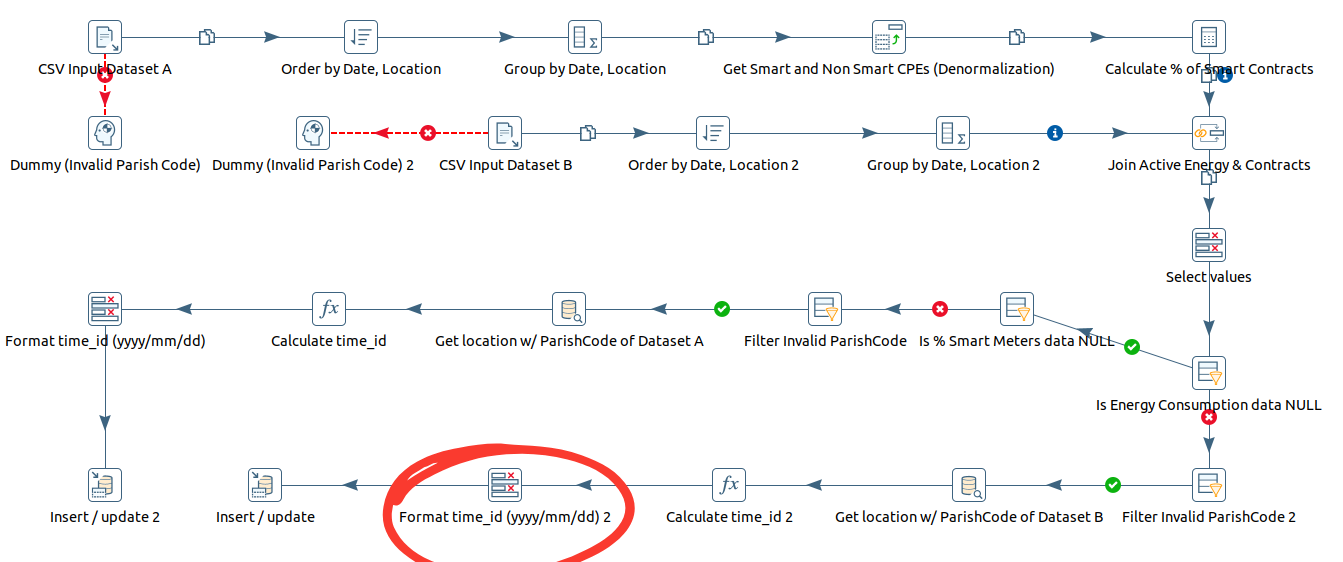 CSV Input Dataset A
Order by Date, Location
Group by Date, Location
Get Smart and Non Smart CPEs (Denormalization)
Calculate % of Smart Contracts
Dummy (Invalid Parish Code)
Dummy (Invalid Parish Code) 2
CSV Input Dataset B
Order by Date, Location 2
Group by Date, Location 2
Join Active Energy & Contracts
Select values
Format time_id (yyyy/mm/dd)
Calculate time_id
Get location w/ ParishCode of Dataset A
Filter Invalid ParishCode
Is % Smart Meters data NULL
Is Energy Consumption data NULL
Insert / update 2
Insert / update
Format time_id (yyyy/mm/dd) 2
Calculate time_id 2
Get location w/ ParishCode of Dataset B
Filter Invalid ParishCode 2